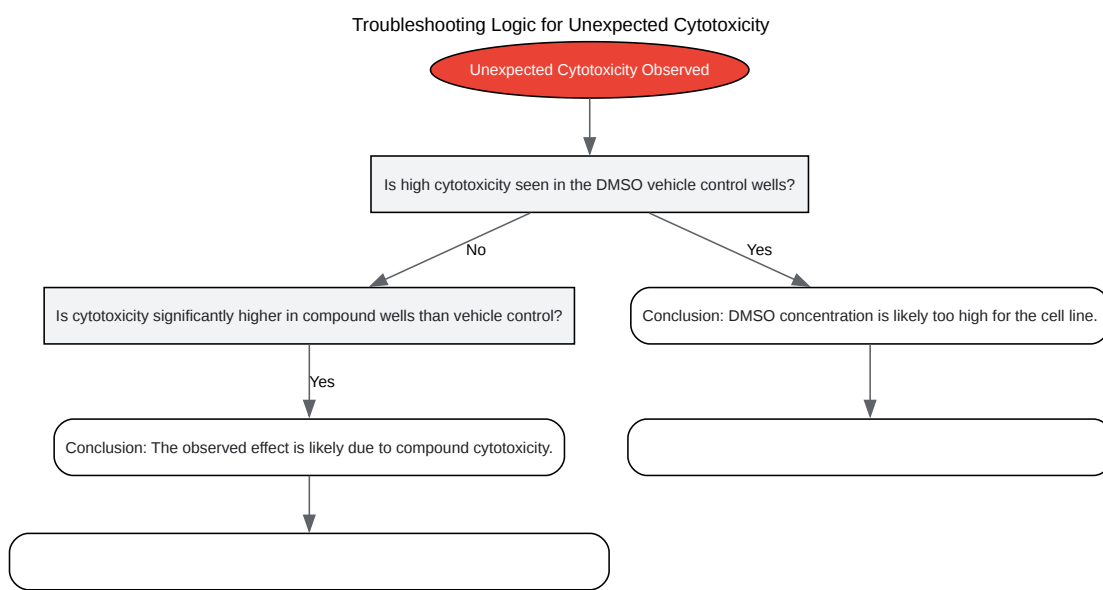 Troubleshooting Logic for Unexpected Cytotoxicity
Unexpected Cytotoxicity Observed
Is high cytotoxicity seen in the DMSO vehicle control wells?
No
Yes
Is cytotoxicity significantly higher in compound wells than vehicle control?
Conclusion: DMSO concentration is likely too high for the cell line.
Yes
Conclusion: The observed effect is likely due to compound cytotoxicity.